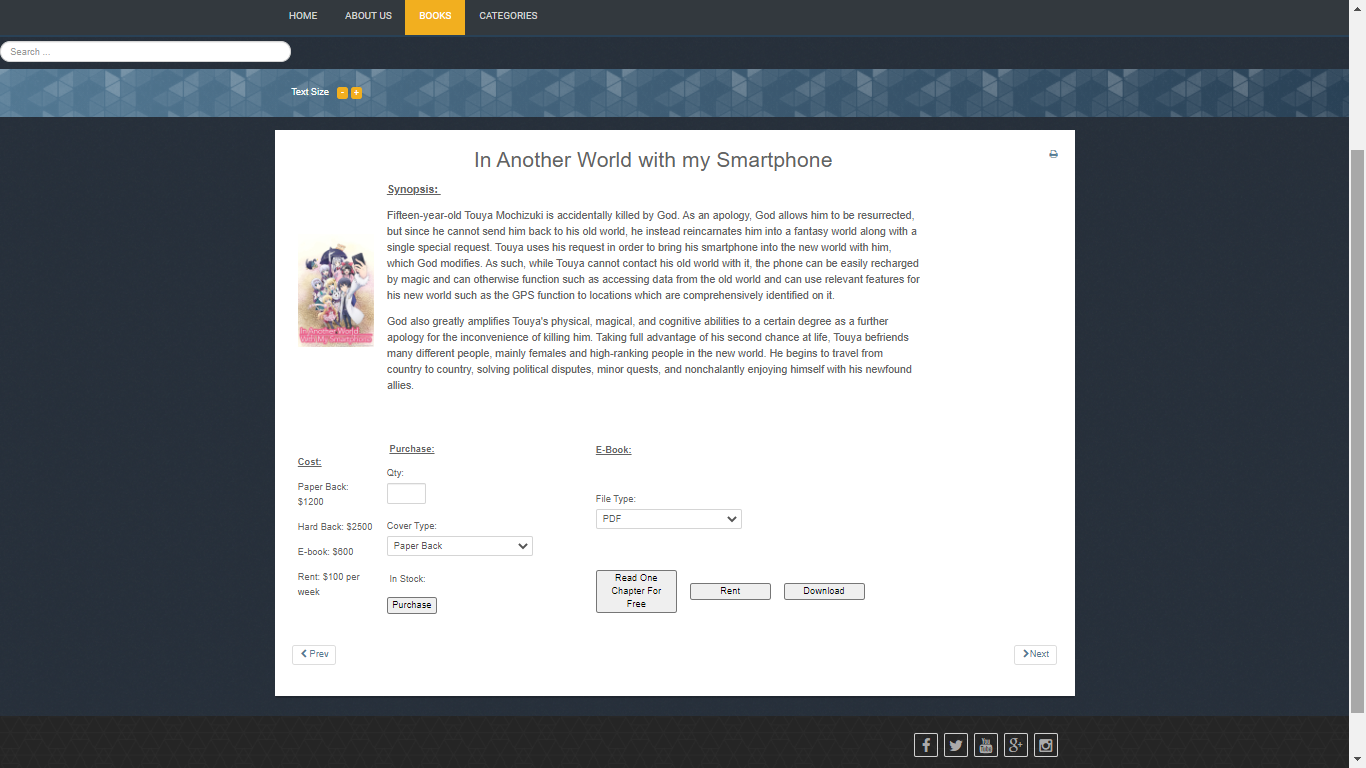 HOME ABOUT US BOOKS CATEGORIES
Search ...
Text Size - +
In Another World with my Smartphone
Synopsis:
Fifteen-year-old Touya Mochizuki is accidentally killed by God. As an apology, God allows him to be resurrected,
but since he cannot send him back to his old world, he instead reincarnates him into a fantasy world along with a
single special request. Touya uses his request in order to bring his smartphone into the new world with him,
which God modifies. As such, while Touya cannot contact his old world with it, the phone can be easily recharged
by magic and can otherwise function such as accessing data from the old world and can use relevant features for
his new world such as the GPS function to locations which are comprehensively identified on it.
In Another World
With My Smartphone
God also greatly amplifies Touya's physical, magical, and cognitive abilities to a certain degree as a further
apology for the inconvenience of killing him. Taking full advantage of his second chance at life, Touya befriends
many different people, mainly females and high-ranking people in the new world. He begins to travel from
country to country, solving political disputes, minor quests, and nonchalantly enjoying himself with his newfound
allies.
Cost:
Paper Back:
$1200
Hard Back: $2500
E-book: $600
Rent: $100 per
week
Purchase:
Qty:
Cover Type:
Paper Back
In Stock:
Purchase
E-Book:
File Type:
PDF
Read One
Chapter For
Free
Rent
Download
Prev
Next
You
Tube
g+